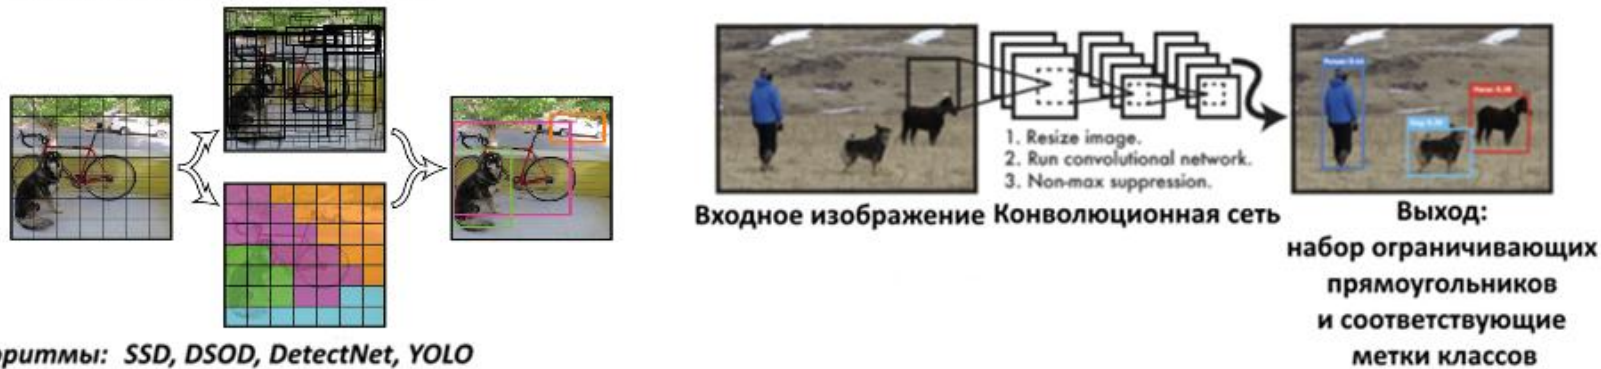 1. Resize image.
2. Run convolutional network.
3. Non-max suppression.
Входное изображение Конволюционная сеть
Выход:
набор ограничивающих
прямоугольников
и соответствующие
метки классов
SSD, DSOD, DetectNet, YOLO